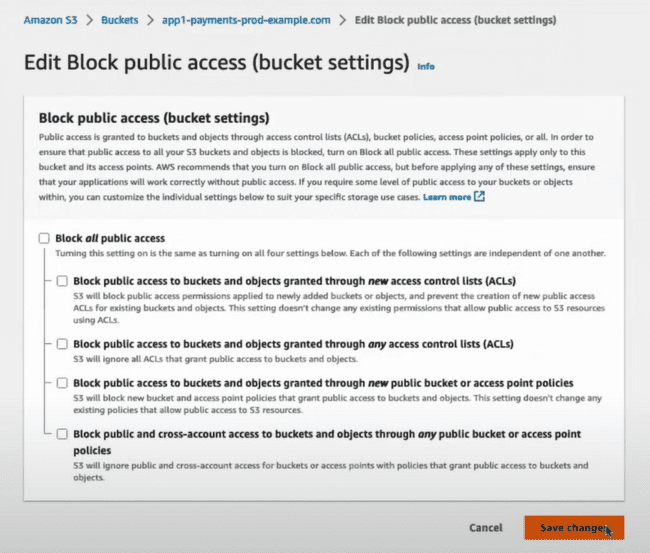 Amazon S3 > Buckets > app1-payments-prod-example.com > Edit Block public access (bucket settings)
Edit Block public access (bucket settings) Info
Block public access (bucket settings)
Public access is granted to buckets and objects through access control lists (ACLs), bucket policies, access point policies, or all. In order to
ensure that public access to all your S3 buckets and objects is blocked, turn on Block all public access. These settings apply only to this
bucket and its access points. AWS recommends that you turn on Block all public access, but before applying any of these settings, ensure
that your applications will work correctly without public access. If you require some level of public access to your buckets or objects
within, you can customize the individual settings below to suit your specific storage use cases. Learn more
Block all public access
Turning this setting on is the same as turning on all four settings below. Each of the following settings are independent of one another.
Block public access to buckets and objects granted through new access control lists (ACLs)
S3 will block public access permissions applied to newly added buckets or objects, and prevent the creation of new public access
ACLs for existing buckets and objects. This setting doesn't change any existing permissions that allow public access to S3 resources
using ACLs.
Block public access to buckets and objects granted through any access control lists (ACLs)
S3 will ignore all ACLs that grant public access to buckets and objects.
Block public access to buckets and objects granted through new public bucket or access point policies
S3 will block new bucket and access point policies that grant public access to buckets and objects. This setting doesn't change any
existing policies that allow public access to S3 resources.
Block public and cross-account access to buckets and objects through any public bucket or access point
policies
S3 will ignore public and cross-account access for buckets or access points with policies that grant public access to buckets and
objects.
Cancel Save changes